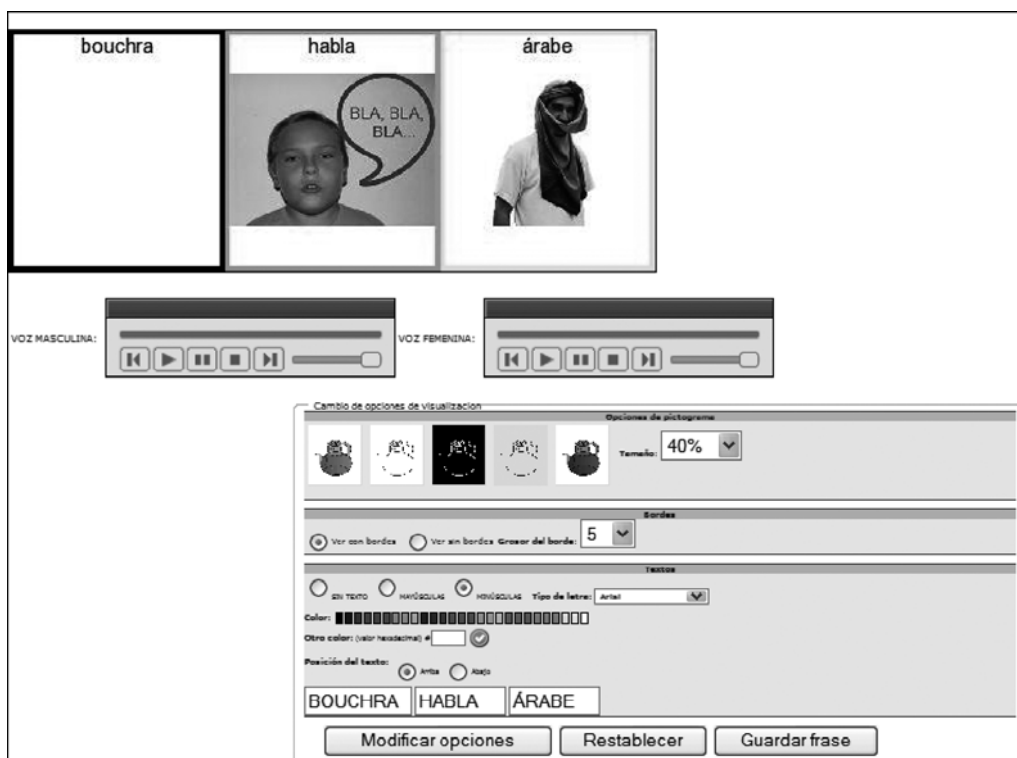 bouchra habla árabe
BLA, BLA,
BLA...
VOZ MASCULINA: VOZ FEMENINA:
Cambio de opciones de visualizacion
Opciones de pictograma
Tamaño: 40%
Bordes
Ver con bordes Ver sin bordes Grosor del borde: 5
Textos
SIN TEXTO MAYÚSCULAS MINÚSCULAS Tipo de letra: Arial
Color:
Otro color: (valor hexadecimal) #
Posición del texto:
Arriba Abajo
BOUCHRA HABLA ÁRABE
Modificar opciones Restablecer Guardar frase